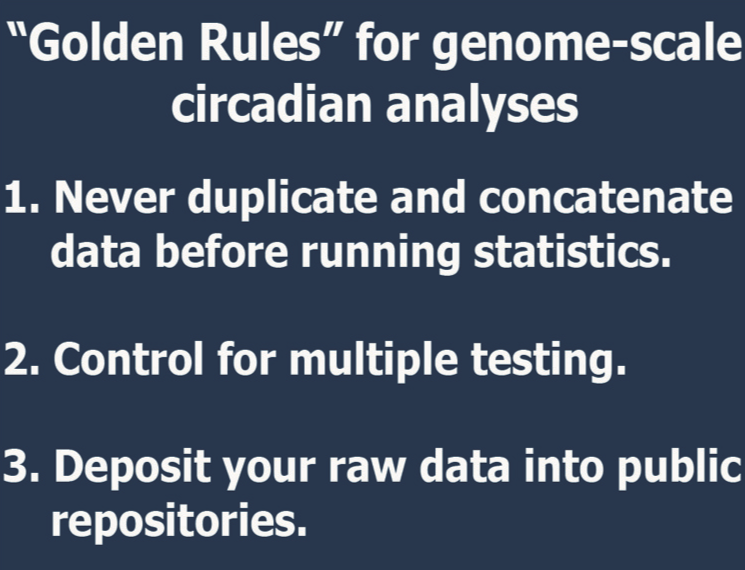 “Golden Rules” for genome-scale
circadian analyses
1. Never duplicate and concatenate
data before running statistics.
2. Control for multiple testing.
3. Deposit your raw data into public
repositories.